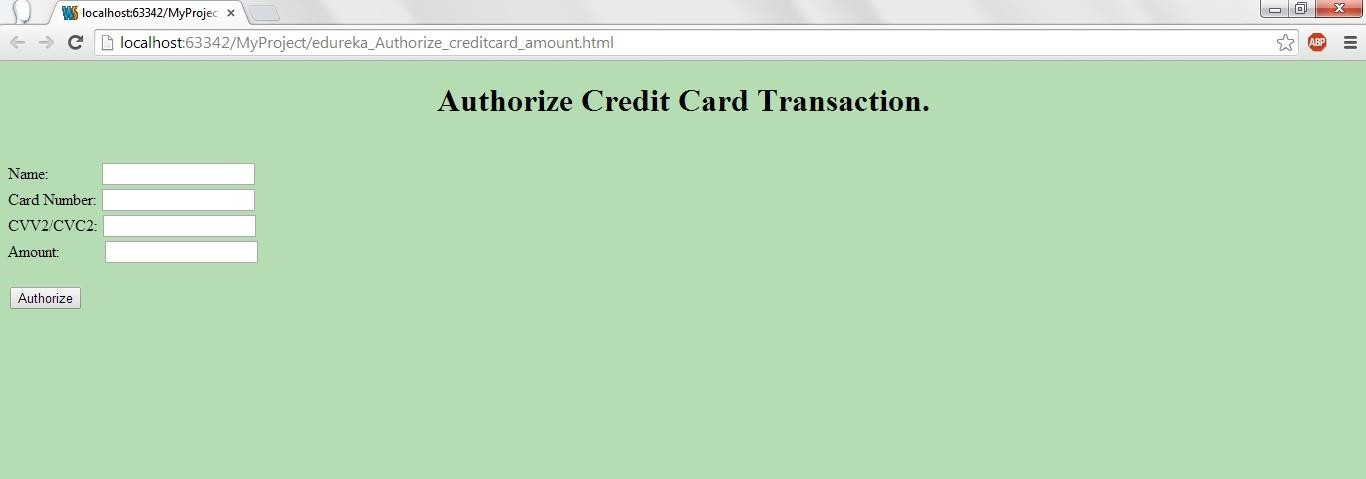 localhost:63342/MyProjec
localhost:63342/MyProject/edureka_Authorize_creditcard_amount.html
ABP
Authorize Credit Card Transaction.
Name:
Card Number:
CVV2/CVC2:
Amount:
Authorize